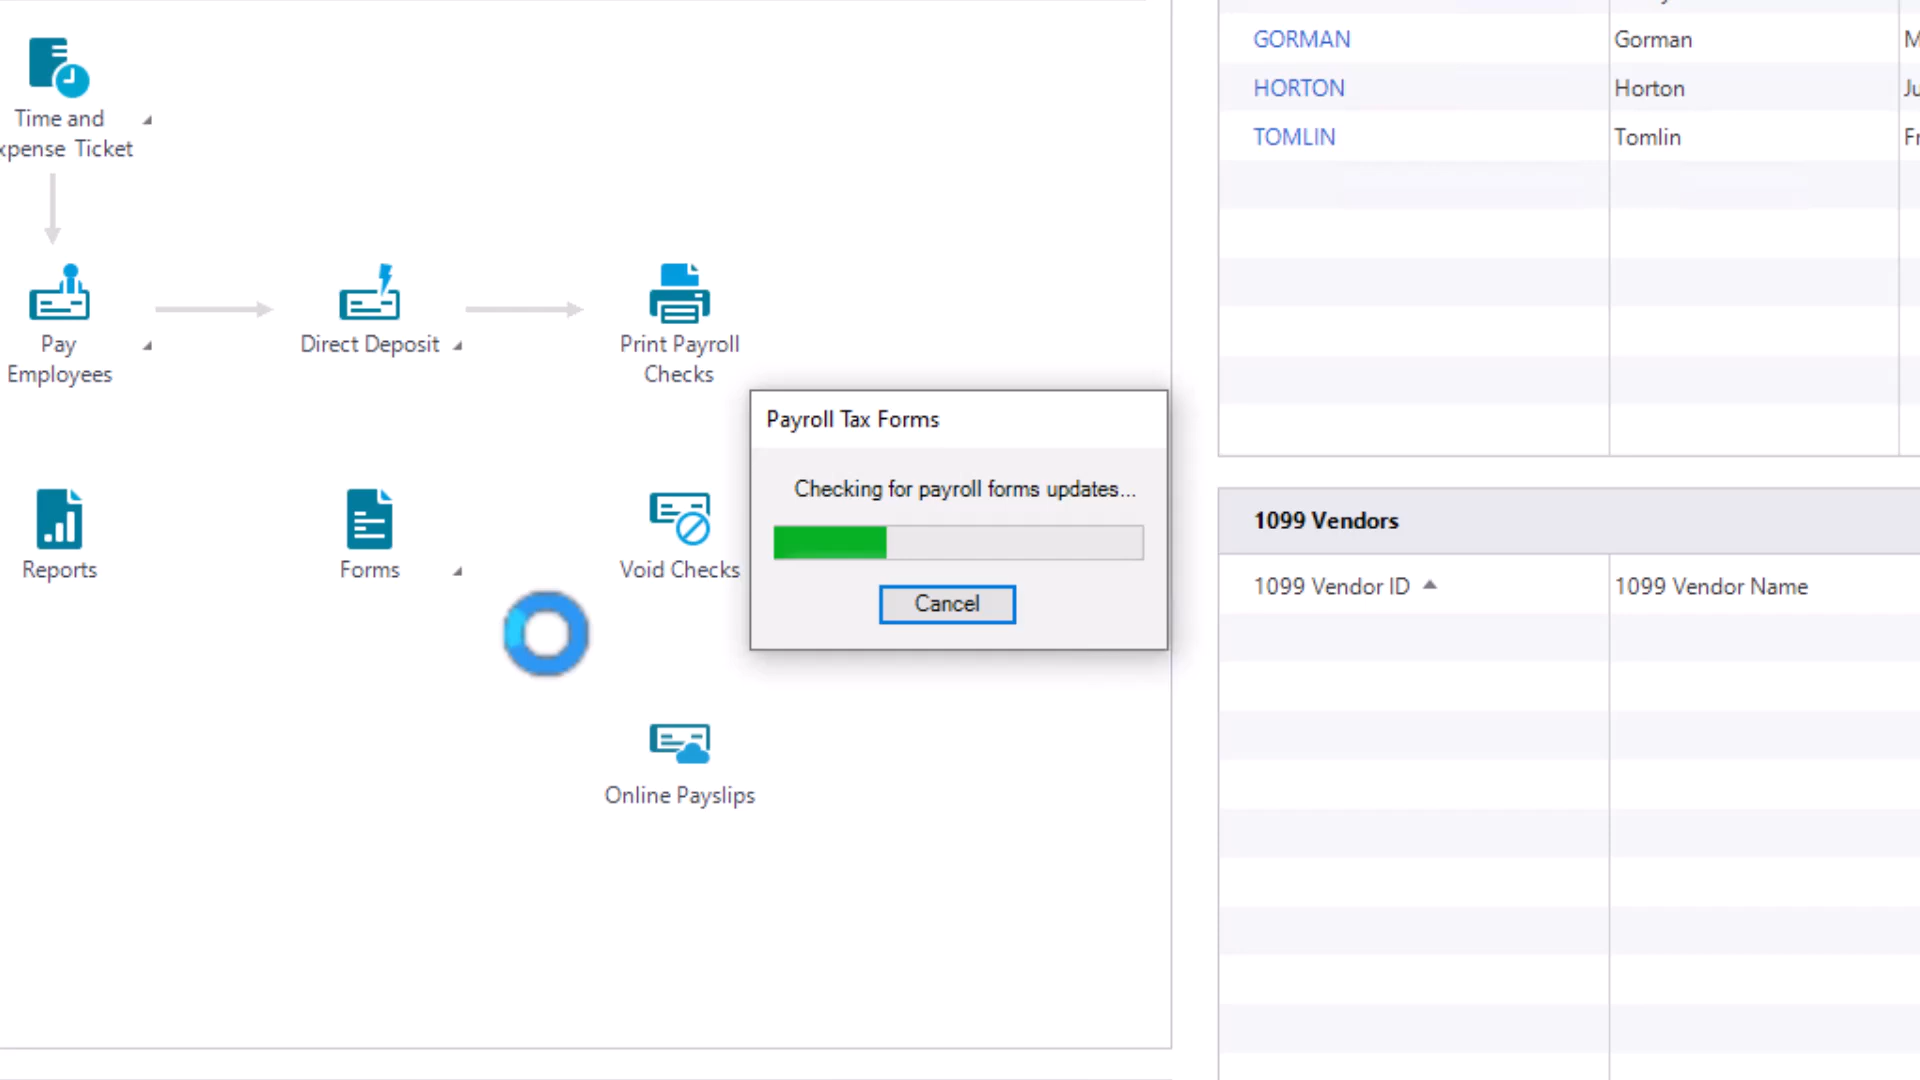 Time and
xpense Ticket
Pay
Employees
Direct Deposit
Print Payroll
Checks
Reports
Forms
Void Checks
Online Payslips
Payroll Tax Forms
Checking for payroll forms updates...
Cancel
GORMAN Gorman M
HORTON Horton Ju
TOMLIN Tomlin Fr
1099 Vendors
1099 Vendor ID 1099 Vendor Name